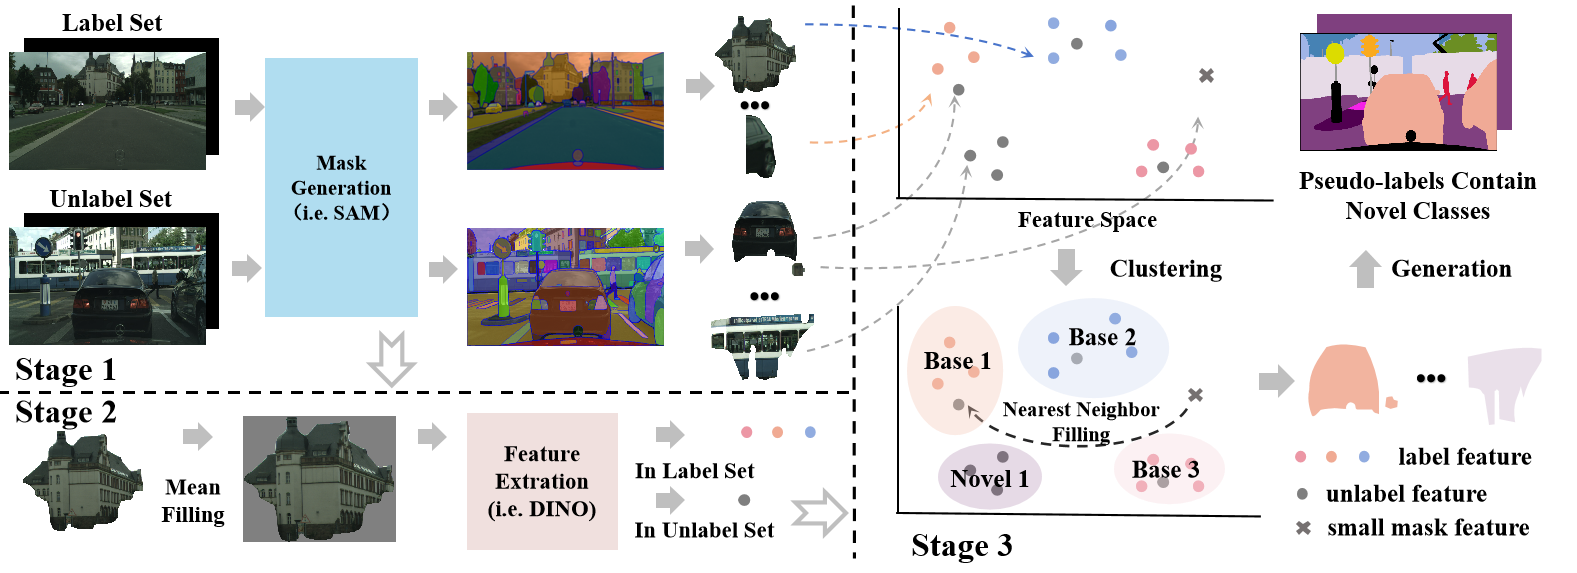 Label Set
Unlabel Set
Mask
Generation
(i.e. SAM)
Stage 1
Stage 2
Mean
Filling
Feature
Extration
(i.e. DINO)
In Label Set
In Unlabel Set
Feature Space
Clustering
Base 1
Base 2
Nearest Neighbor
Filling
Novel 1
Base 3
Stage 3
Pseudo-labels Contain
Novel Classes
Generation
label feature
unlabel feature
small mask feature